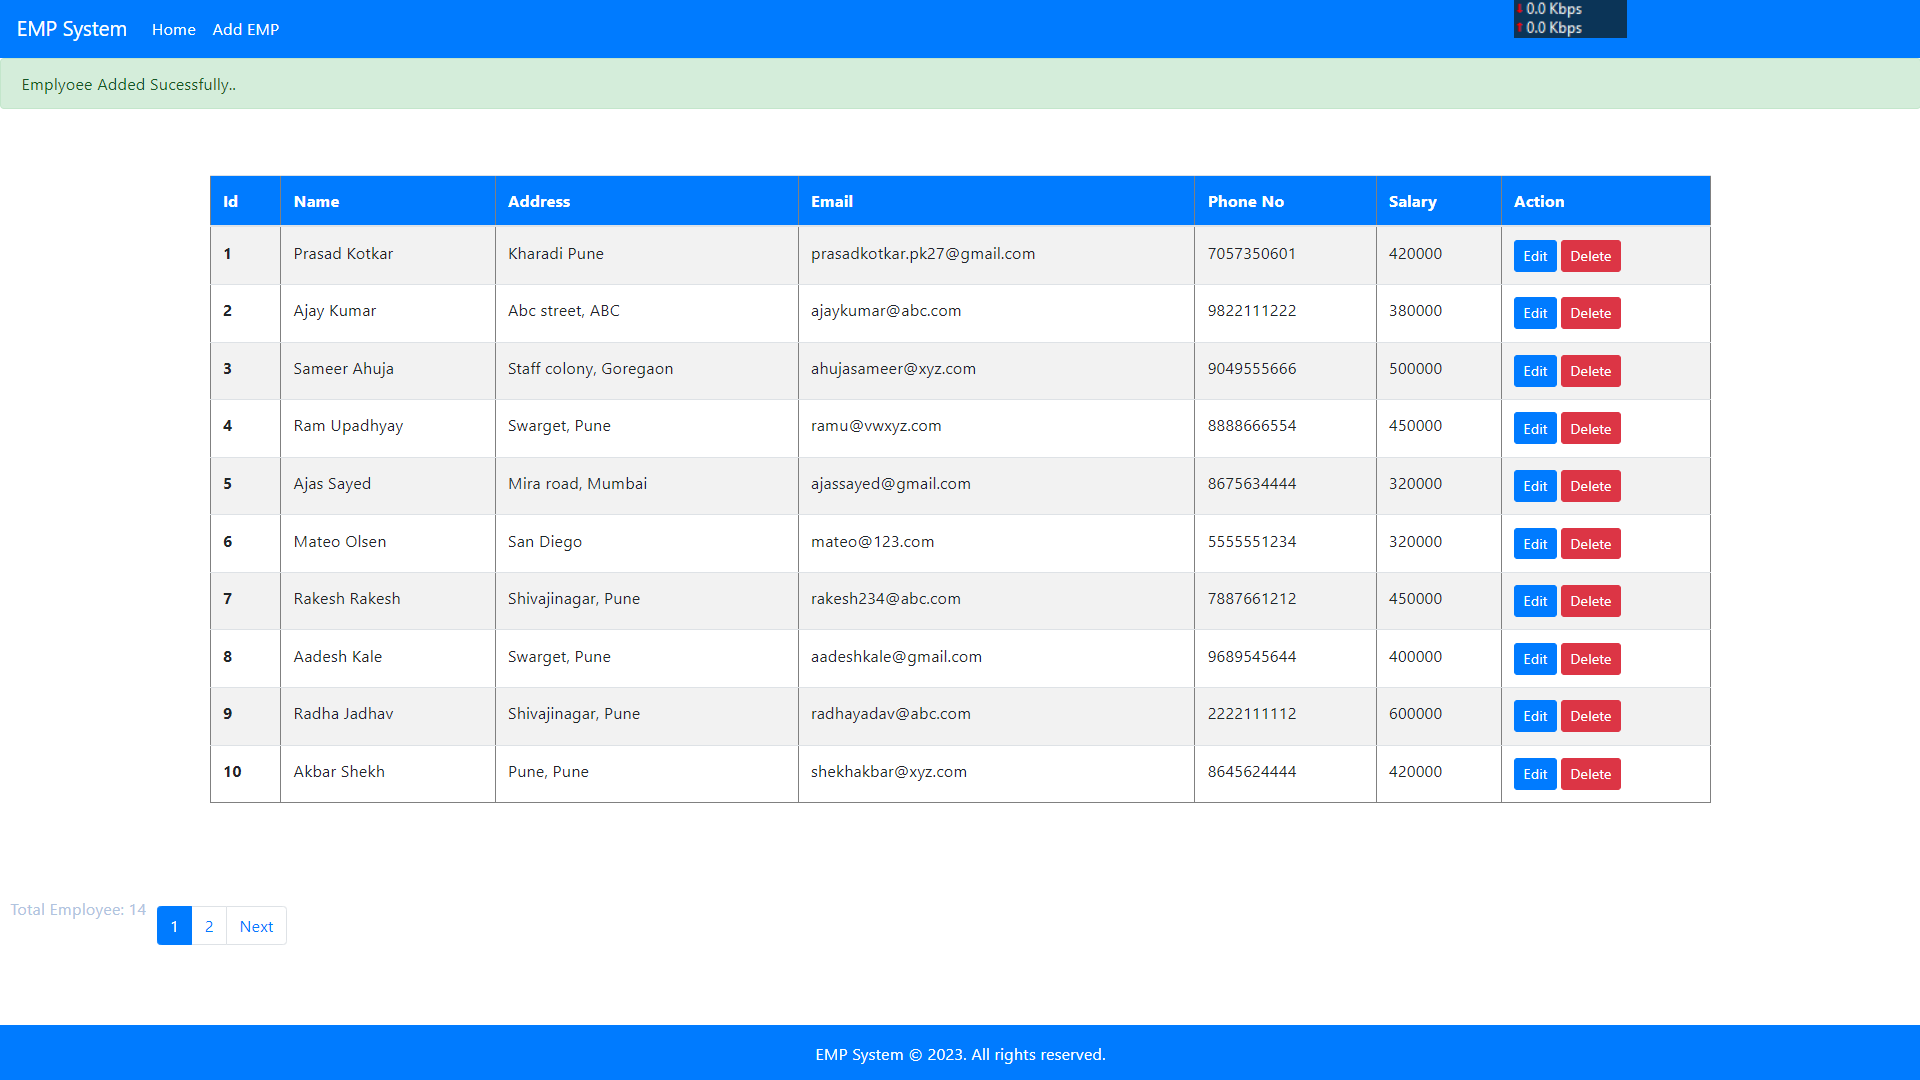 EMP System Home Add EMP
0.0 Kbps
0.0 Kbps
Emplyoee Added Sucessfully..
Id Name Address Email Phone No Salary Action
1 Prasad Kotkar Kharadi Pune prasadkotkar.pk27@gmail.com 7057350601 420000 Edit Delete
2 Ajay Kumar Abc street, ABC ajaykumar@abc.com 9822111222 380000 Edit Delete
3 Sameer Ahuja Staff colony, Goregaon ahujasameer@xyz.com 9049555666 500000 Edit Delete
4 Ram Upadhyay Swarget, Pune ramu@vwxyz.com 8888666554 450000 Edit Delete
5 Ajas Sayed Mira road, Mumbai ajassayed@gmail.com 8675634444 320000 Edit Delete
6 Mateo Olsen San Diego mateo@123.com 5555551234 320000 Edit Delete
7 Rakesh Rakesh Shivajinagar, Pune rakesh234@abc.com 7887661212 450000 Edit Delete
8 Aadesh Kale Swarget, Pune aadeshkale@gmail.com 9689545644 400000 Edit Delete
9 Radha Jadhav Shivajinagar, Pune radhayadav@abc.com 2222111112 600000 Edit Delete
10 Akbar Shekh Pune, Pune shekhakbar@xyz.com 8645624444 420000 Edit Delete
Total Employee: 14 1 2 Next
EMP System © 2023. All rights reserved.